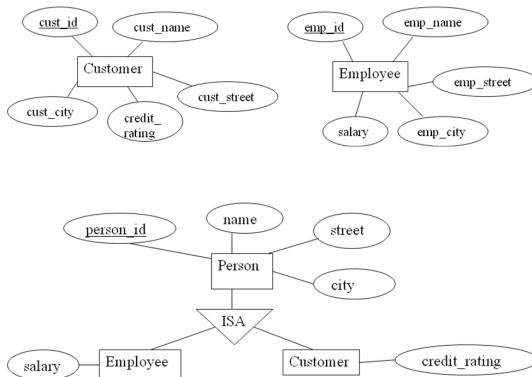 cust_id
cust_name
Customer
cust_city
credit_
rating
cust_street
emp_id
emp_name
Employee
emp_street
salary
emp_city
person_id
name
street
Person
city
ISA
salary
Employee
Customer
credit_rating